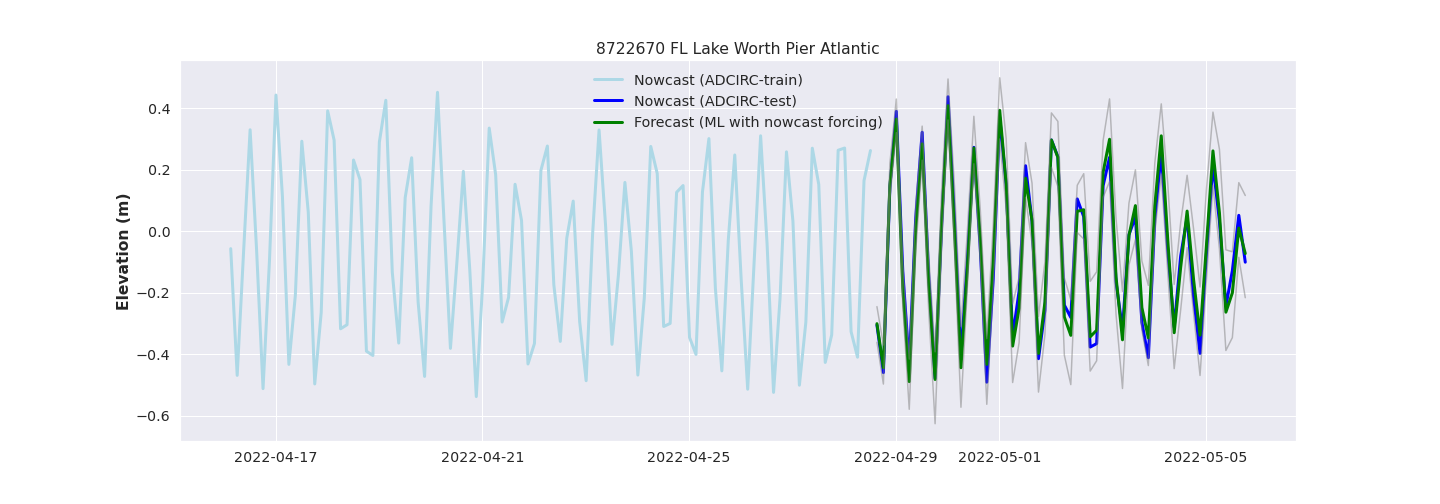 8722670 FL Lake Worth Pier Atlantic
Nowcast (ADCIRC-train)
Nowcast (ADCIRC-test)
Forecast (ML with nowcast forcing)
Elevation (m)
0.4
0.2
0.0
−0.2
−0.4
−0.6
2022-04-17 2022-04-21 2022-04-25 2022-04-29 2022-05-01 2022-05-05